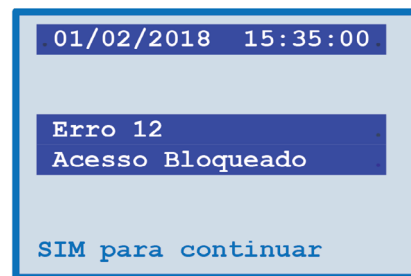 01/02/2018 15:35:00
Erro 12
Acesso Bloqueado
SIM para continuar